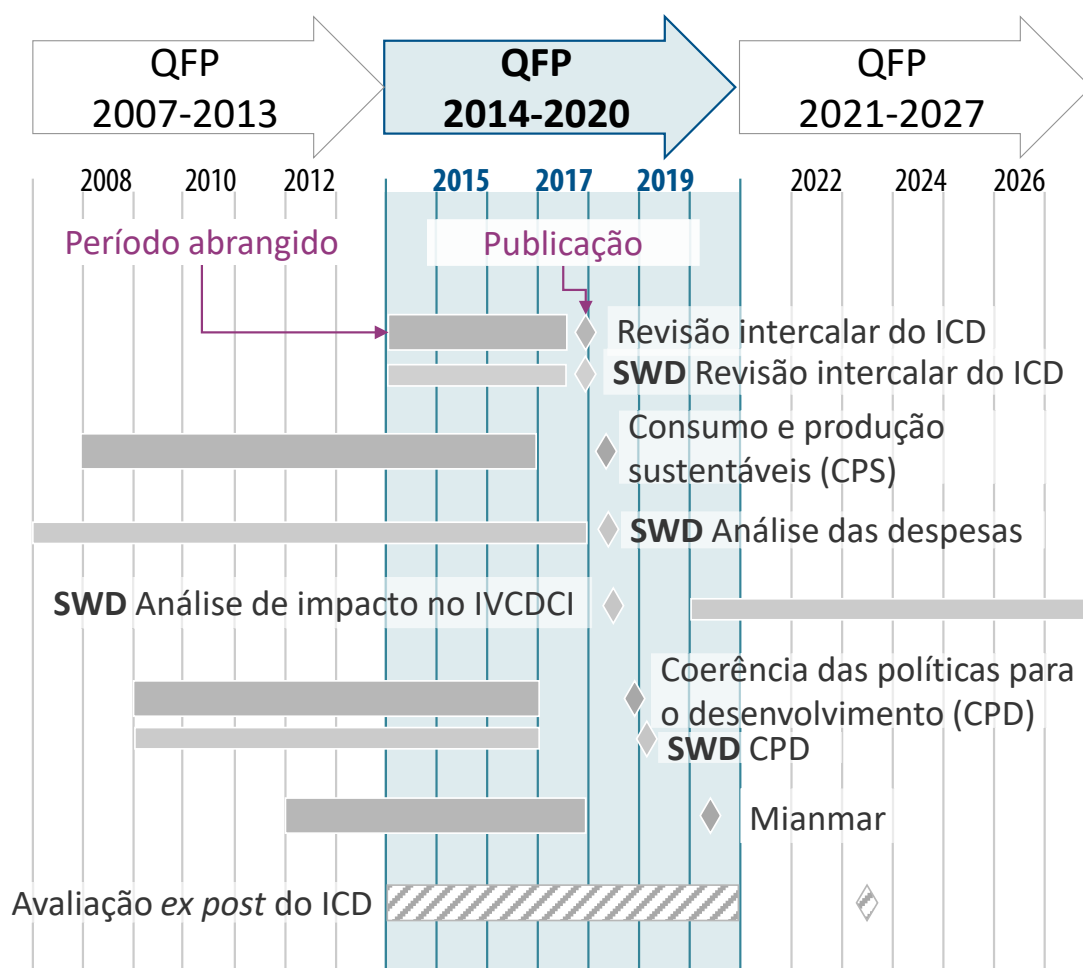 QFP
2007-2013
QFP
2014-2020
QFP
2021-2027
2008 2010 2012 2015 2017 2019 2022 2024 2026
Período abrangido
Publicação
Revisão intercalar do ICD
SWD Revisão intercalar do ICD
Consumo e produção
sustentáveis (CPS)
SWD Análise das despesas
SWD Análise de impacto no IVCDCI
Coerência das políticas para
o desenvolvimento (CPD)
SWD CPD
Mianmar
Avaliação ex post do ICD